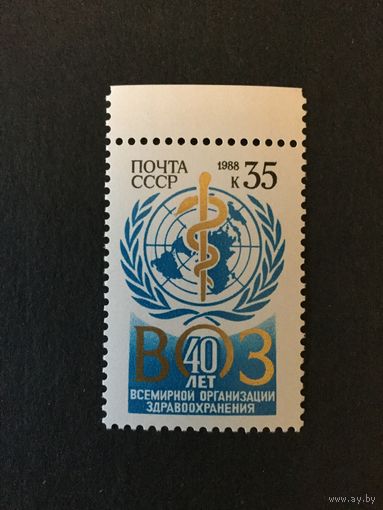 ПОЧТА 1988 К 35
СССР
ВОЗ
40
ЛЕТ
ВСЕМИРНОЙ ОРГАНИЗАЦИИ
ЗДРАВООХРАНЕНИЯ
www.ay.by